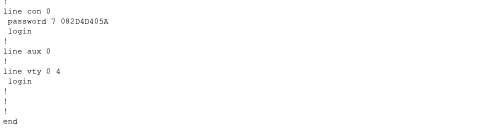 !
line con 0
 password 7 082D4D405A
 login
!
line aux 0
!
line vty 0 4
 login
!
!
!
end